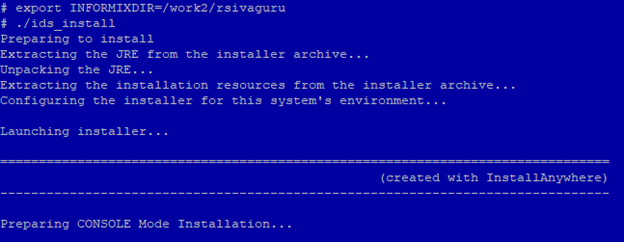 # export INFORMIXDIR=/work2/rsivaguru
# ./ids_install
Preparing to install
Extracting the JRE from the installer archive...
Unpacking the JRE...
Extracting the installation resources from the installer archive...
Configuring the installer for this system's environment...
Launching installer...
===============================================================================
(created with InstallAnywhere)
-------------------------------------------------------------------------------
Preparing CONSOLE Mode Installation...